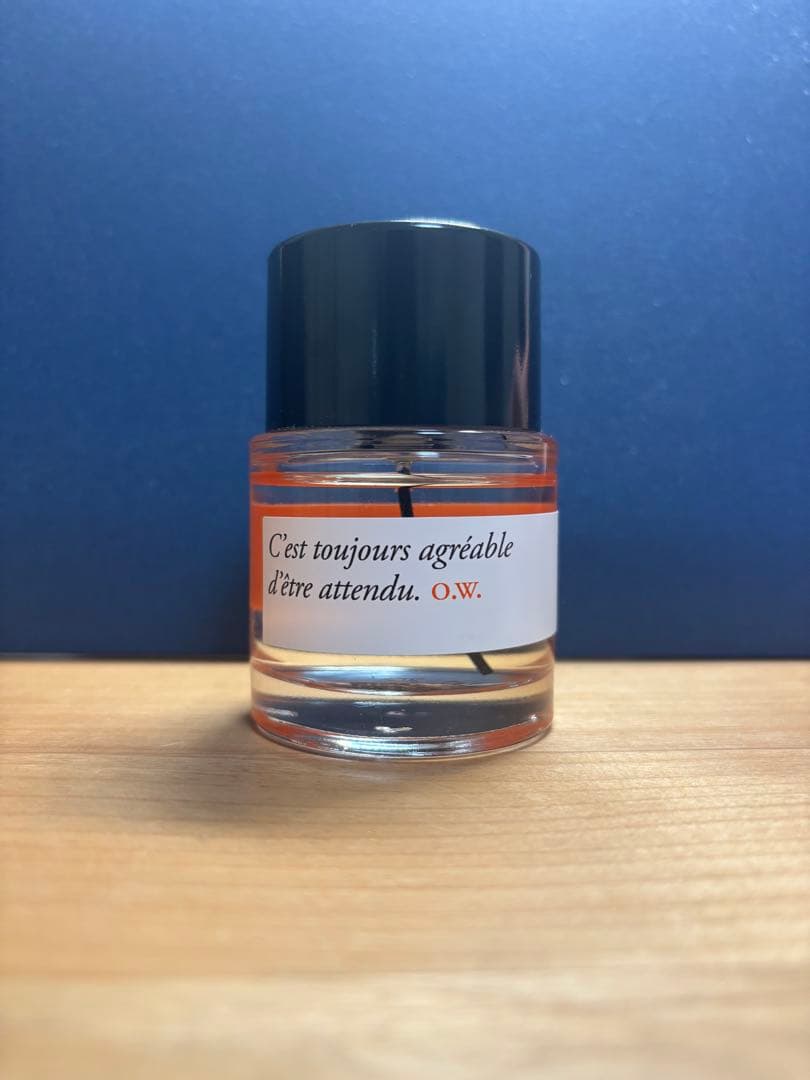 C'est toujours agréable
d'être attendu. O.W.